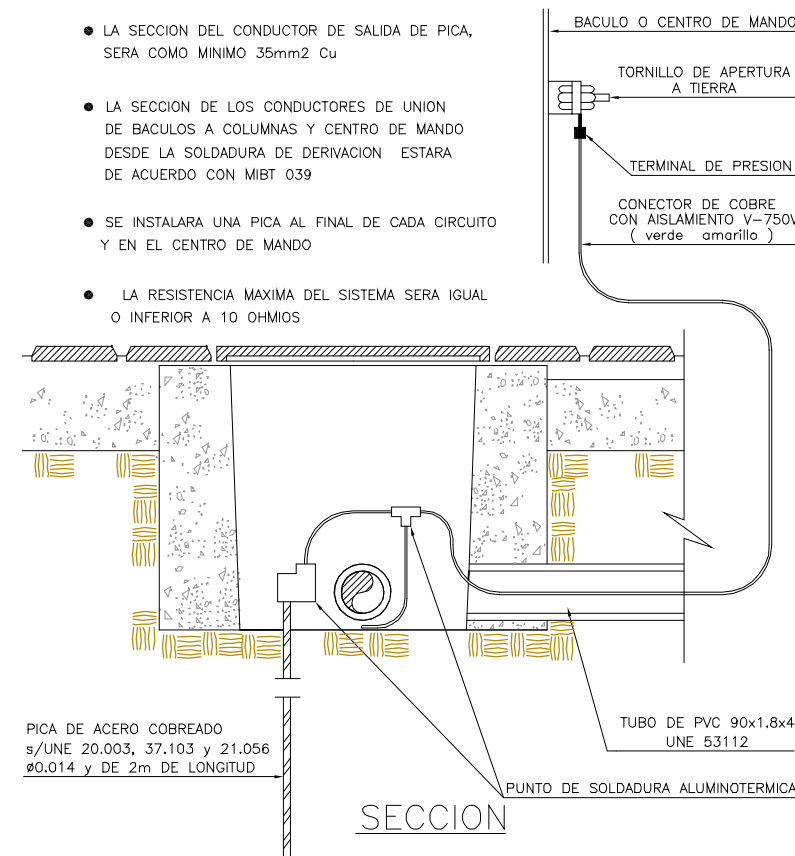 ● LA SECCION DEL CONDUCTOR DE SALIDA DE PICA,
SERA COMO MINIMO 35mm2 Cu
● LA SECCION DE LOS CONDUCTORES DE UNION
DE BACULOS A COLUMNAS Y CENTRO DE MANDO
DESDE LA SOLDADURA DE DERIVACION ESTARA
DE ACUERDO CON MIBT 039
● SE INSTALARA UNA PICA AL FINAL DE CADA CIRCUITO
Y EN EL CENTRO DE MANDO
● LA RESISTENCIA MAXIMA DEL SISTEMA SERA IGUAL
O INFERIOR A 10 OHMIOS
BACULO O CENTRO DE MANDO
TORNILLO DE APERTURA
A TIERRA
TERMINAL DE PRESION
CONECTOR DE COBRE
CON AISLAMIENTO V-750V
( verde amarillo )
PICA DE ACERO COBREADO
s/UNE 20.003, 37.103 y 21.056
ø0.014 y DE 2m DE LONGITUD
TUBO DE PVC 90x1.8x4
UNE 53112
PUNTO DE SOLDADURA ALUMINOTERMICA
SECCION